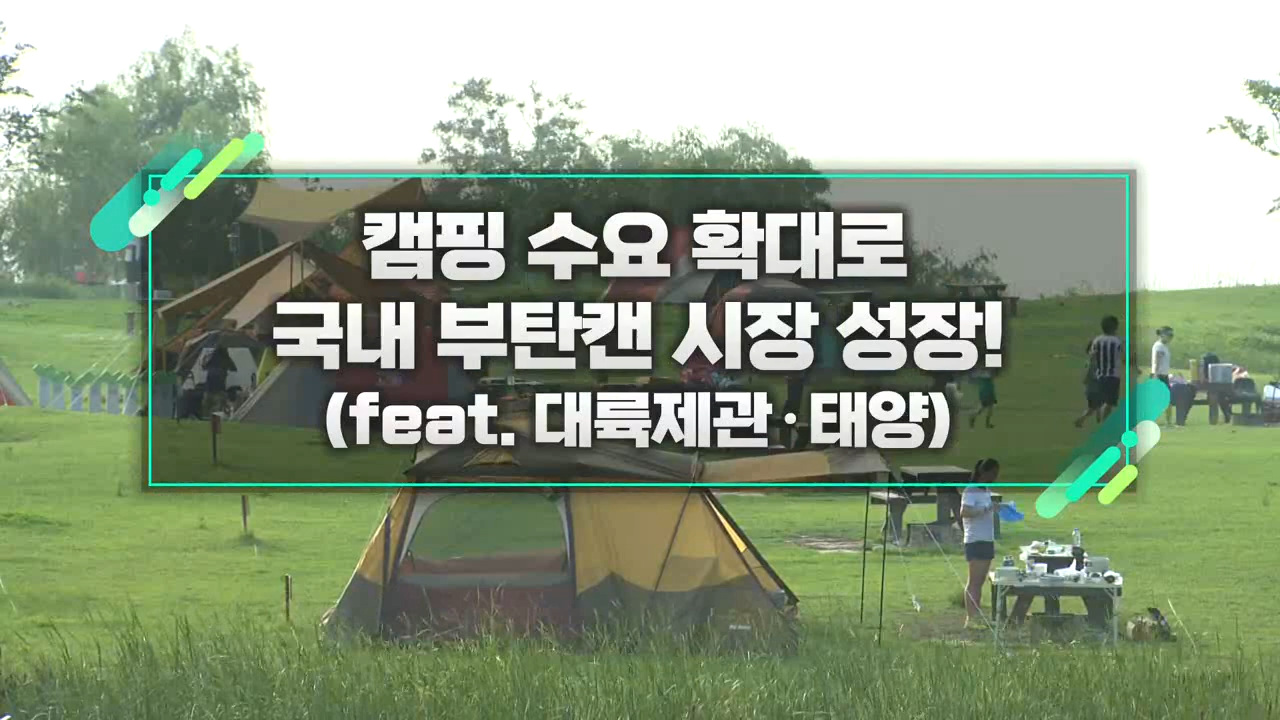 캠핑 수요 확대로
국내 부탄캔 시장 성장!
(feat. 대륙제관·태양)